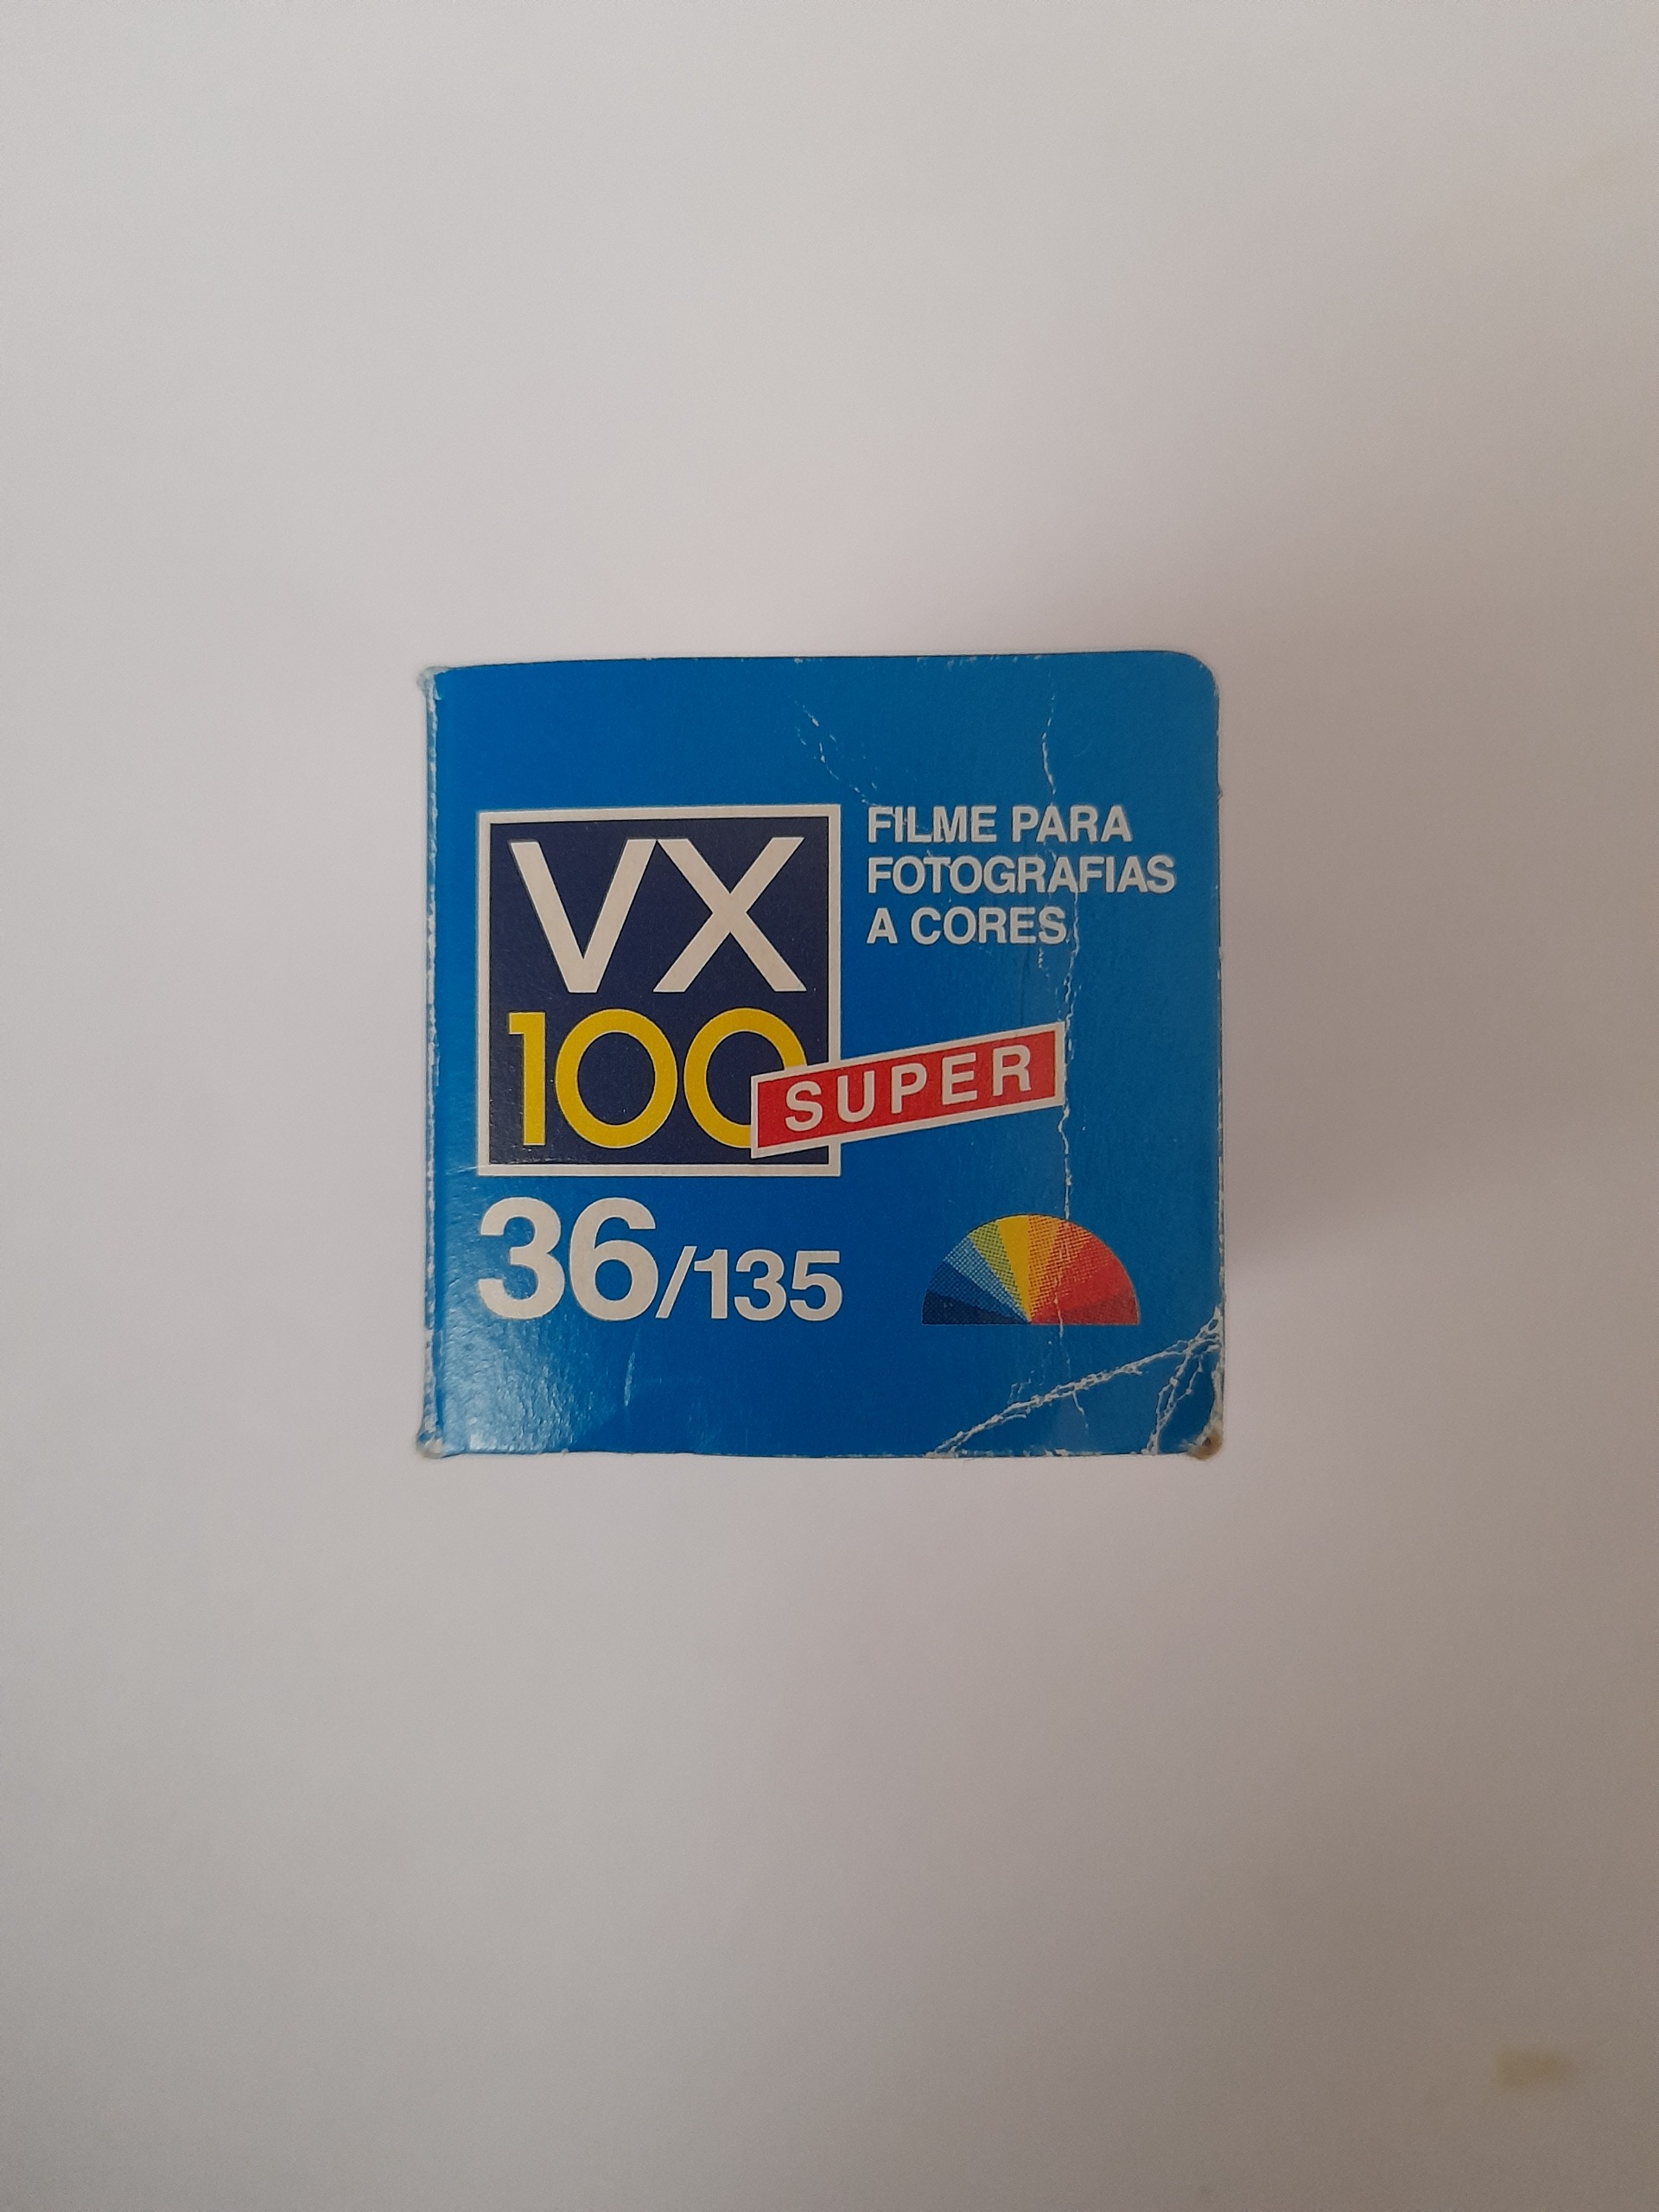 VX
100
SUPER
FILME PARA
FOTOGRAFIAS
A CORES
36/135